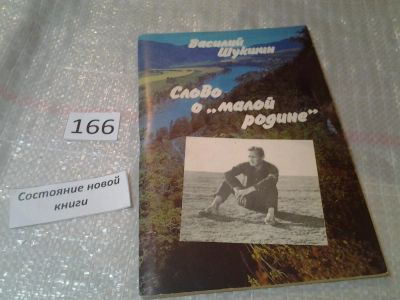 Василий
Шукшин
Слово
о „малой
родине"
166
Состояние новой
книги